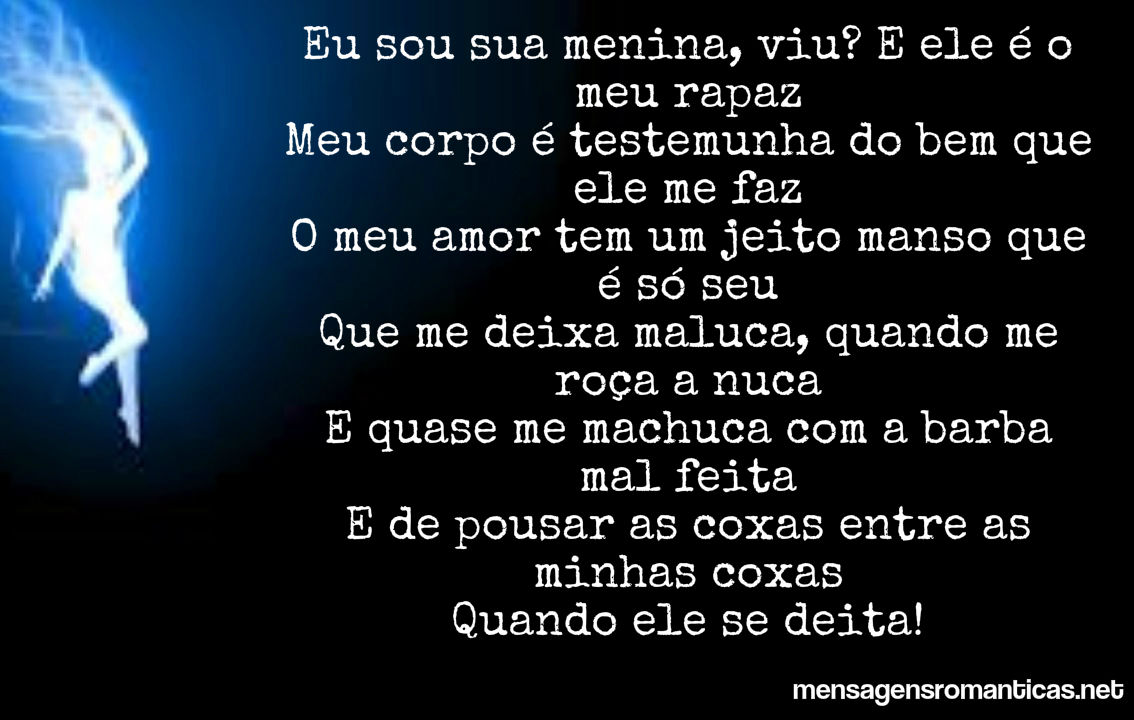 Eu sou sua menina, viu? E ele é o
meu rapaz
Meu corpo é testemunha do bem que
ele me faz
O meu amor tem um jeito manso que
é só seu
Que me deixa maluca, quando me
roça a nuca
E quase me machuca com a barba
mal feita
E de pousar as coxas entre as
minhas coxas
Quando ele se deita!
mensagensromanticas.net